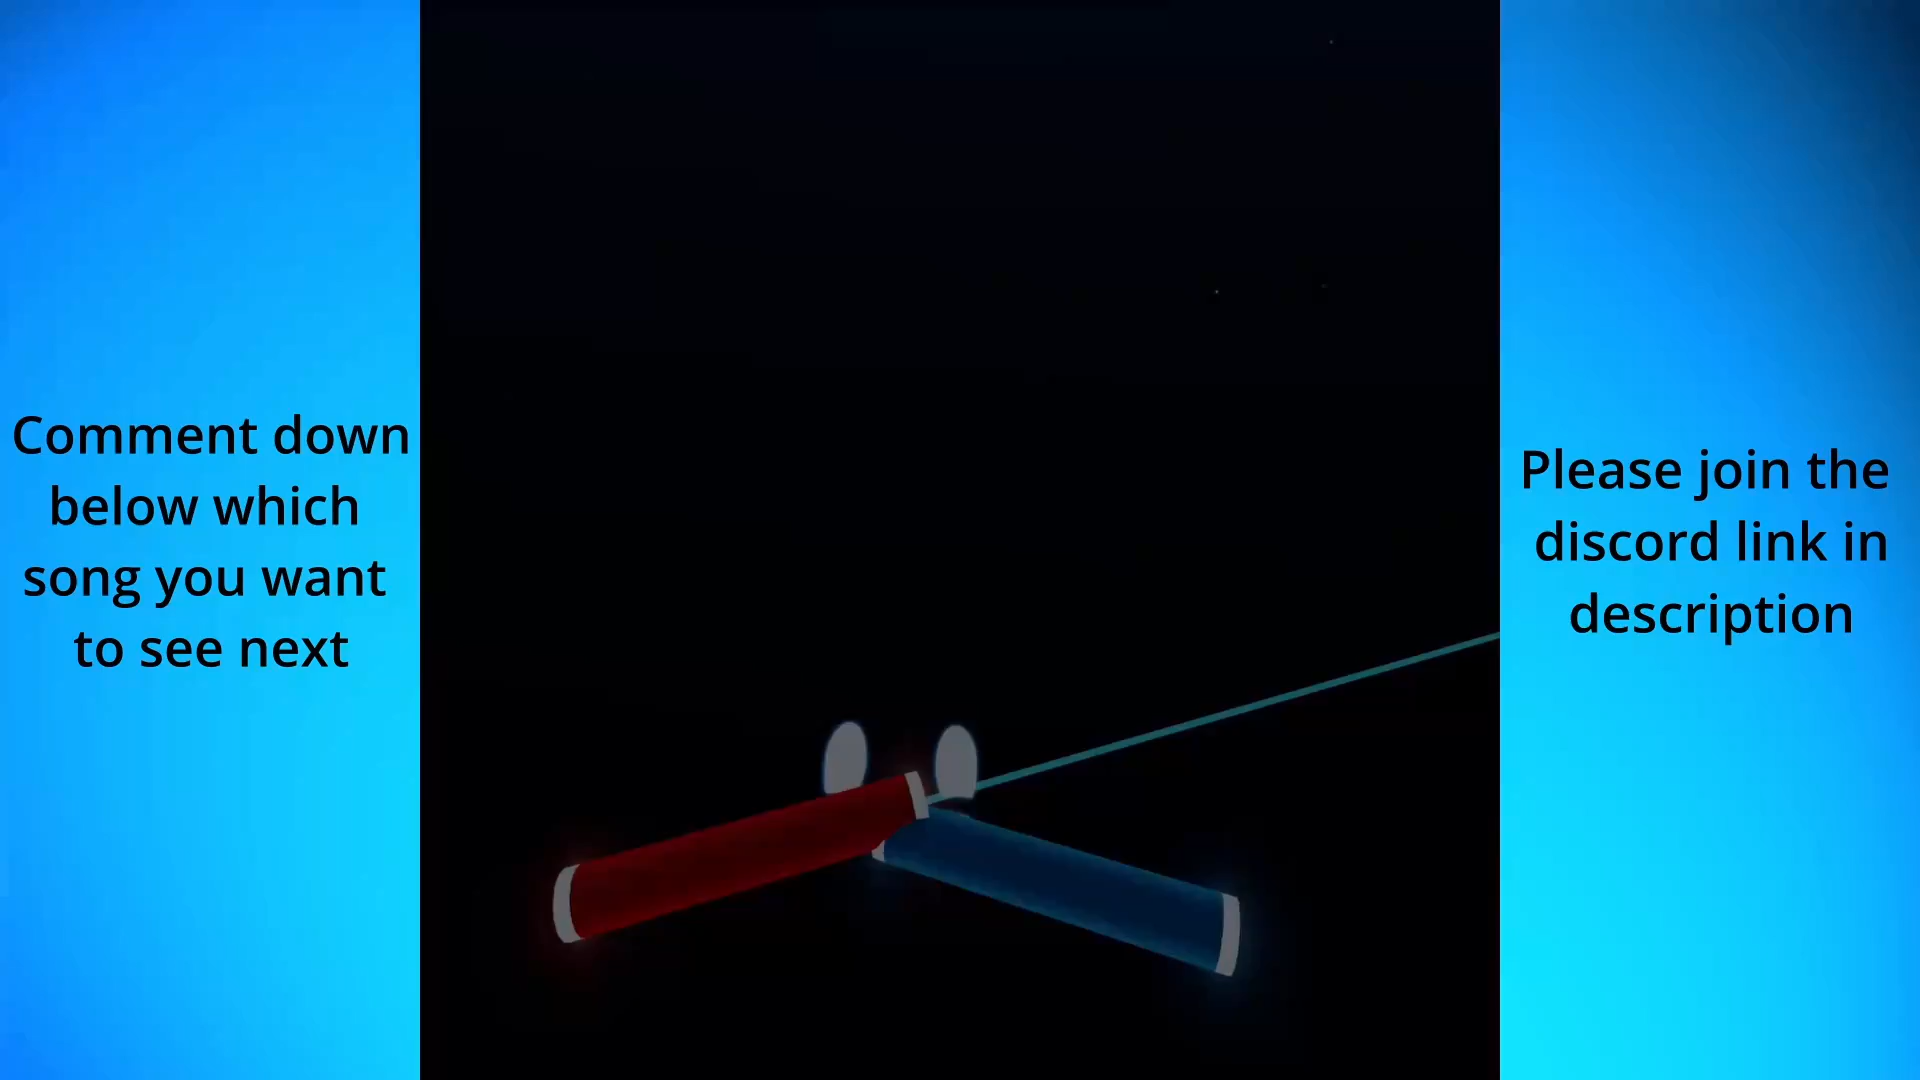 Comment down
below which
song you want
to see next
Please join the
discord link in
description